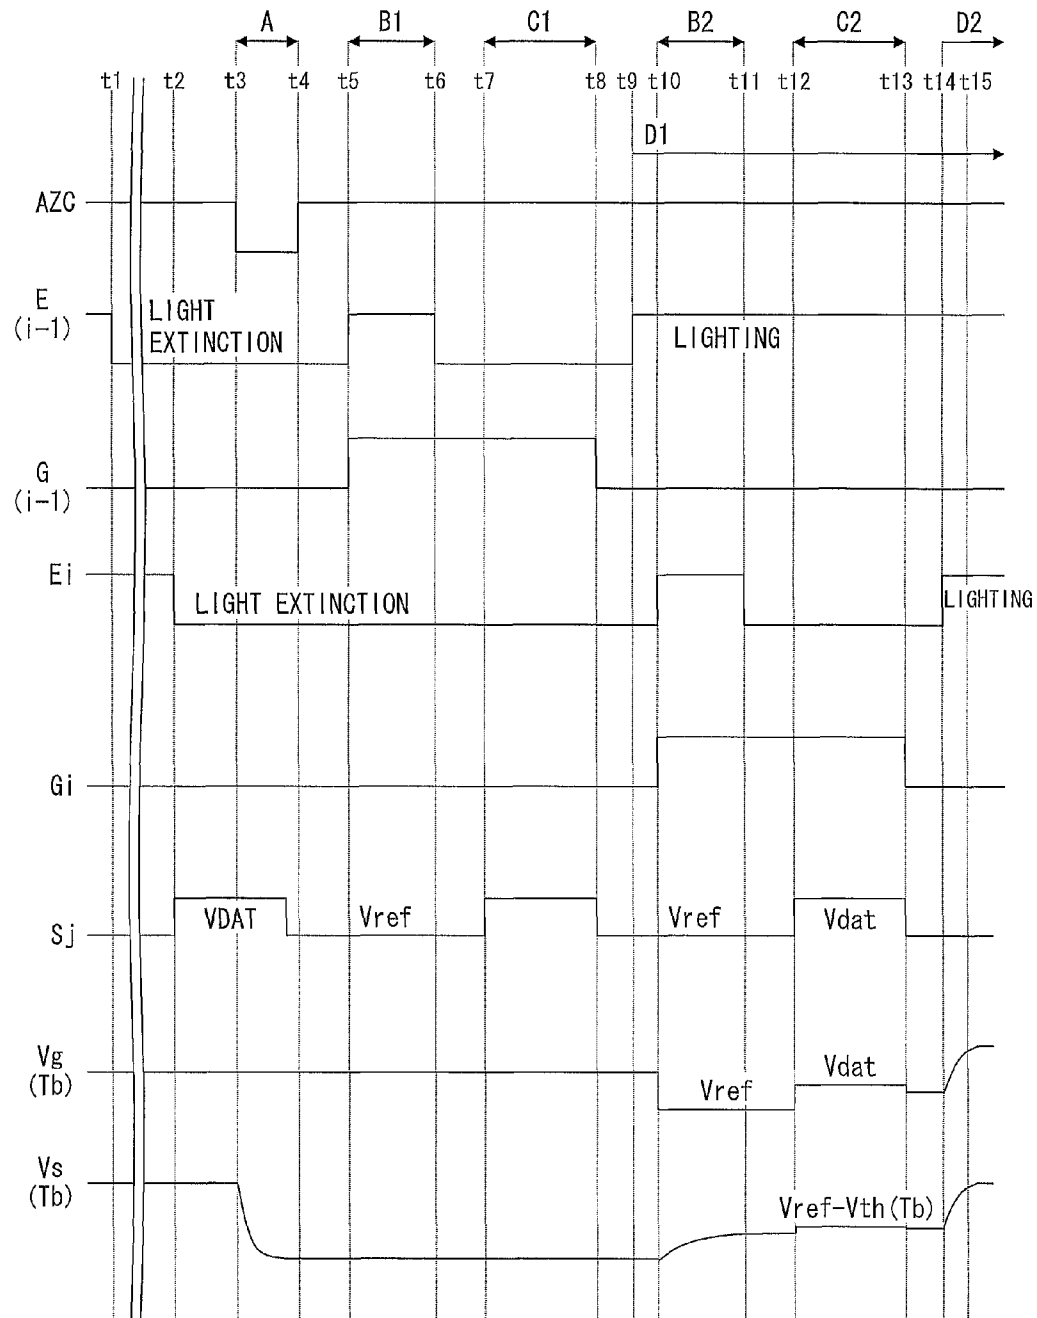 A B1 C1 B2 C2 D2
t1 t2 t3 t4 t5 t6 t7 t8 t9 t10 t11 t12 t13 t14 t15
D1
AZC
E
(i-1)
LIGHT
EXTINCTION
LIGHTING
G
(i-1)
Ei
LIGHT EXTINCTION
LIGHTING
Gi
Sj
VDAT
Vref
Vref
Vdat
Vg
(Tb)
Vref
Vdat
Vs
(Tb)
Vref-Vth(Tb)